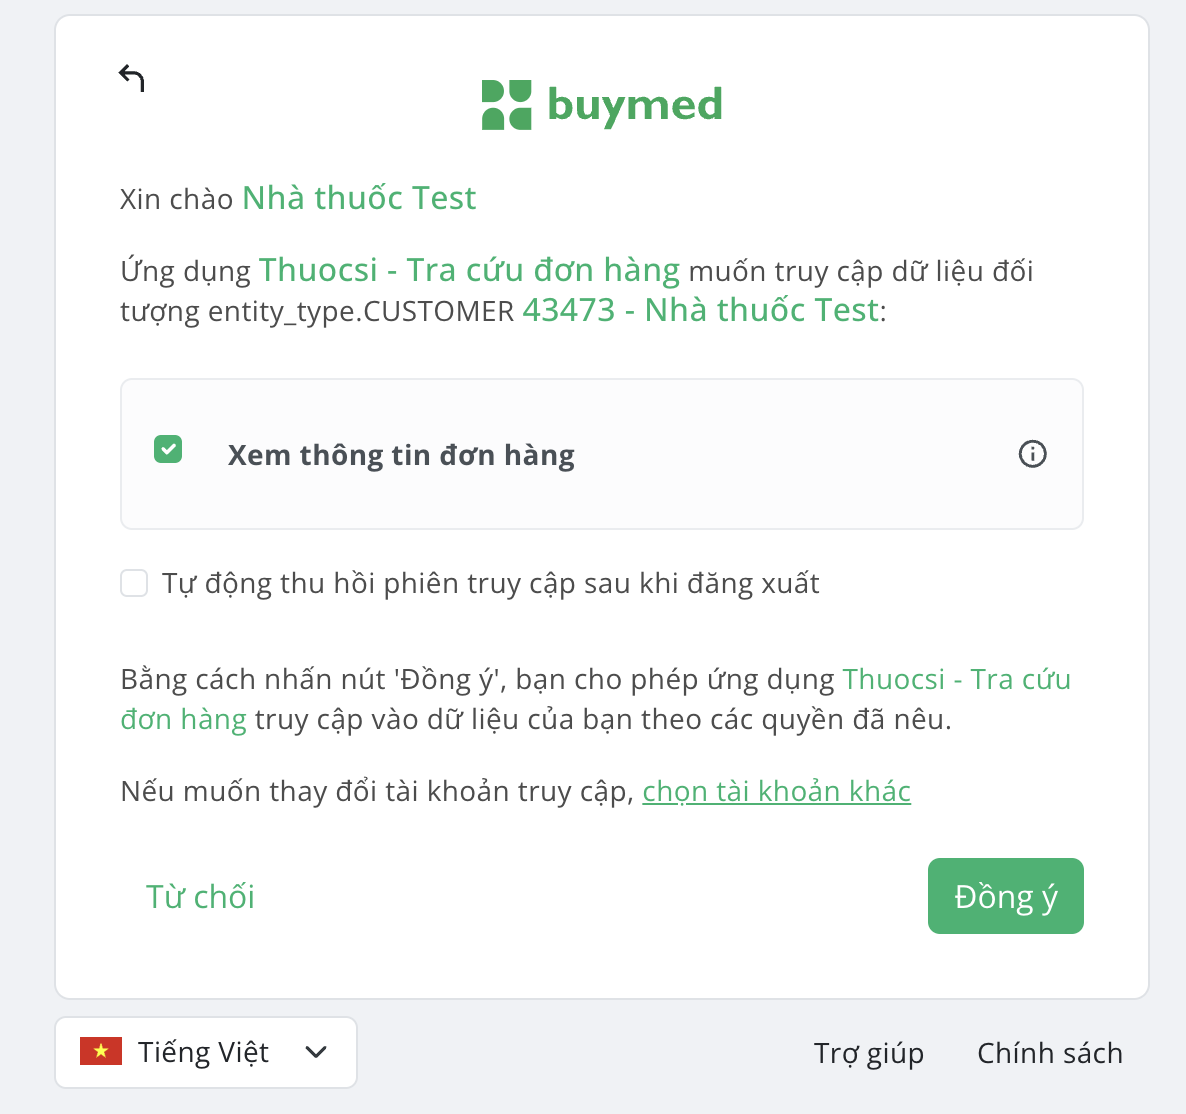 buymed
Xin chào Nhà thuốc Test
Ứng dụng Thuocsi - Tra cứu đơn hàng muốn truy cập dữ liệu đối
tượng entity_type.CUSTOMER 43473 - Nhà thuốc Test:
Xem thông tin đơn hàng
Tự động thu hồi phiên truy cập sau khi đăng xuất
Bằng cách nhấn nút 'Đồng ý', bạn cho phép ứng dụng Thuocsi - Tra cứu
đơn hàng truy cập vào dữ liệu của bạn theo các quyền đã nêu.
Nếu muốn thay đổi tài khoản truy cập, chọn tài khoản khác
Từ chối
Đồng ý
Tiếng Việt
Trợ giúp
Chính sách